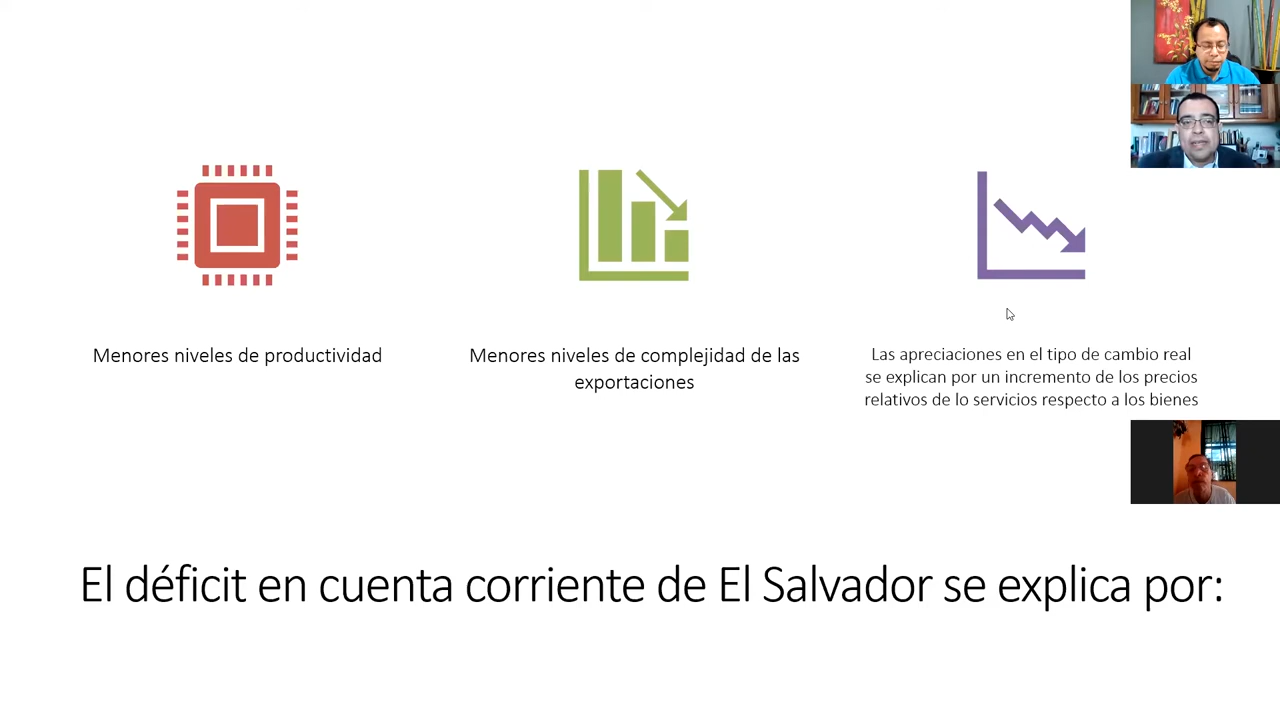 Menores niveles de productividad
Menores niveles de complejidad de las
exportaciones
Las apreciaciones en el tipo de cambio real
se explican por un incremento de los precios
relativos de lo servicios respecto a los bienes
El déficit en cuenta corriente de El Salvador se explica por: